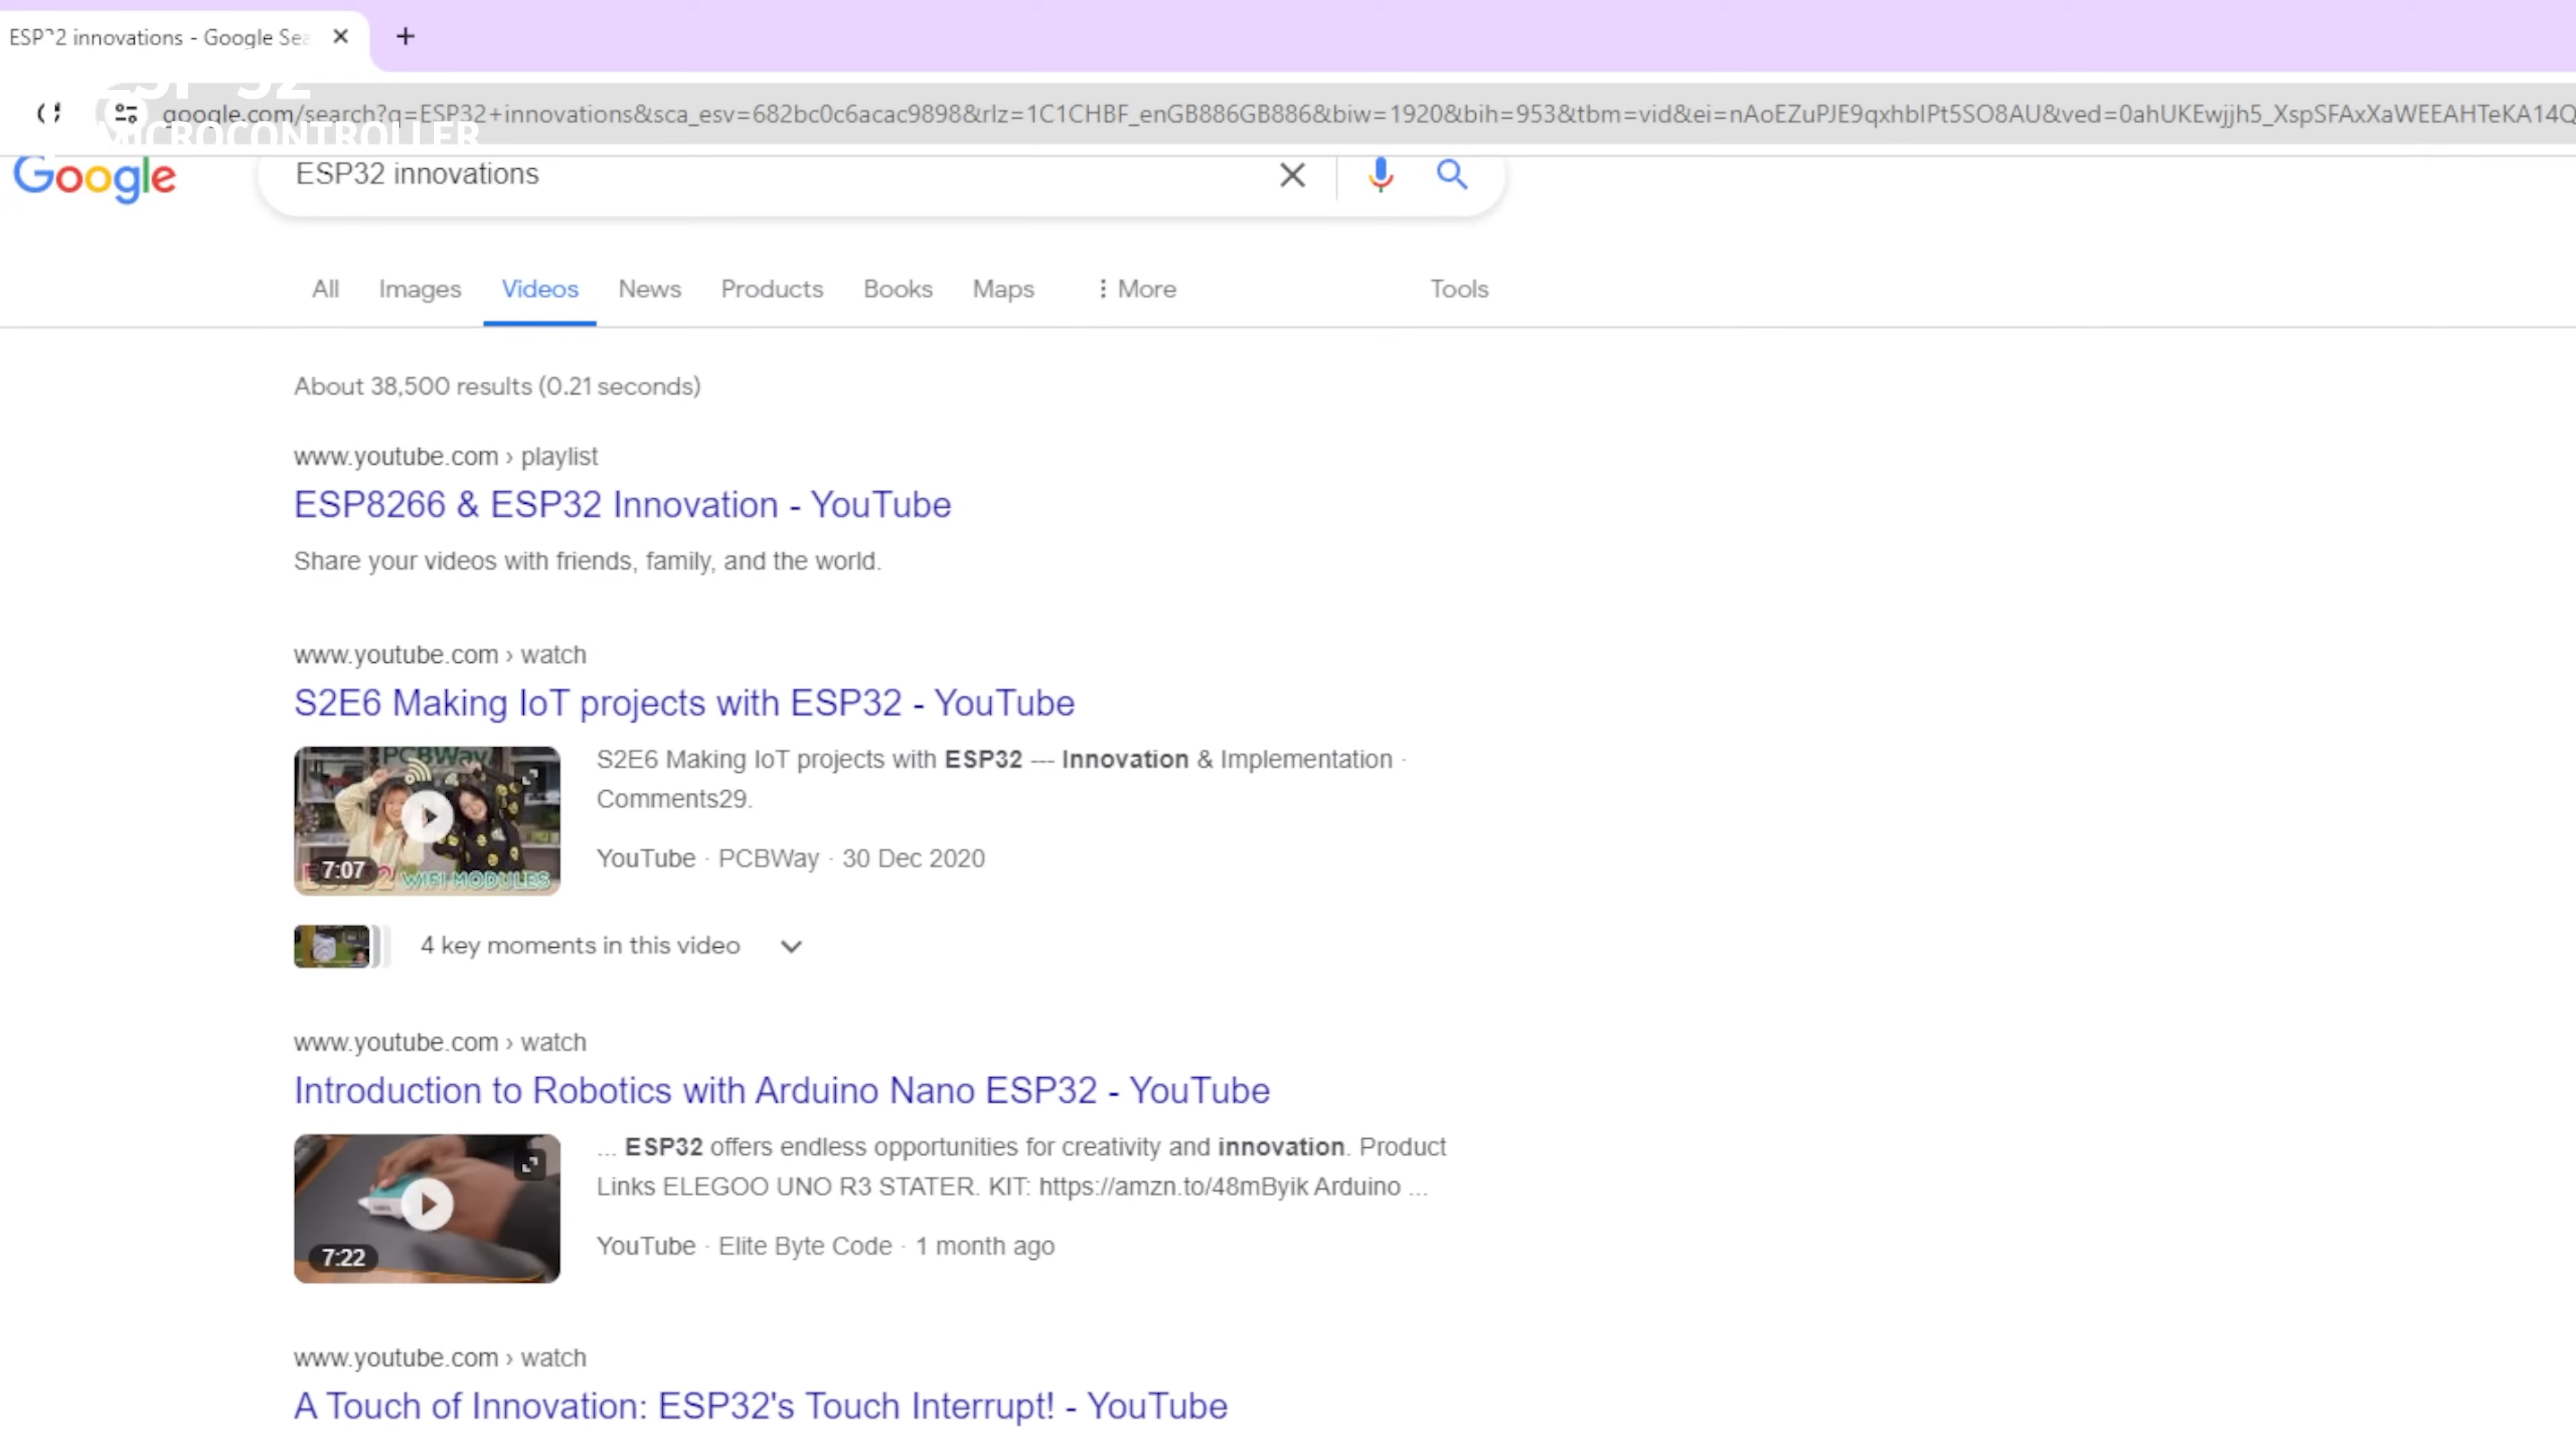 ESP32 innovations - Google Sea
ESP 32
MICROCONTROLLER
google.com/search?q=ESP32+innovations&sca_esv=682bc0c6acac9898&rlz=1C1CHBF_enGB886GB886&biw=1920&bih=953&tbm=vid&ei=nAoEZuPJE9qxhbIPt5SO8AU&ved=0ahUKEwjjh5_XspSFAxXaWEEAHTeKA14Q
Google
ESP32 innovations
All Images Videos News Products Books Maps More Tools
About 38,500 results (0.21 seconds)
www.youtube.com › playlist
ESP8266 & ESP32 Innovation - YouTube
Share your videos with friends, family, and the world.
www.youtube.com › watch
S2E6 Making IoT projects with ESP32 - YouTube
PCBWay
7:07
WIFI MODULES
S2E6 Making IoT projects with ESP32 --- Innovation & Implementation ·
Comments29.
YouTube · PCBWay · 30 Dec 2020
4 key moments in this video
www.youtube.com › watch
Introduction to Robotics with Arduino Nano ESP32 - YouTube
7:22
... ESP32 offers endless opportunities for creativity and innovation. Product
Links ELEGOO UNO R3 STATER. KIT: https://amzn.to/48mByik Arduino ...
YouTube · Elite Byte Code · 1 month ago
www.youtube.com › watch
A Touch of Innovation: ESP32's Touch Interrupt! - YouTube